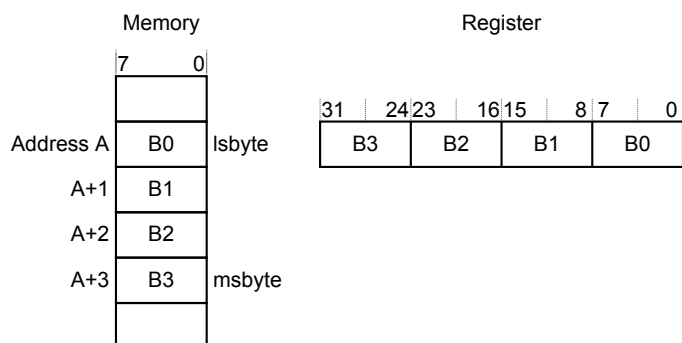 Memory
Register
7 0
31 24 23 16 15 8 7 0
Address A B0 lsbyte
B3 B2 B1 B0
A+1 B1
A+2 B2
A+3 B3 msbyte